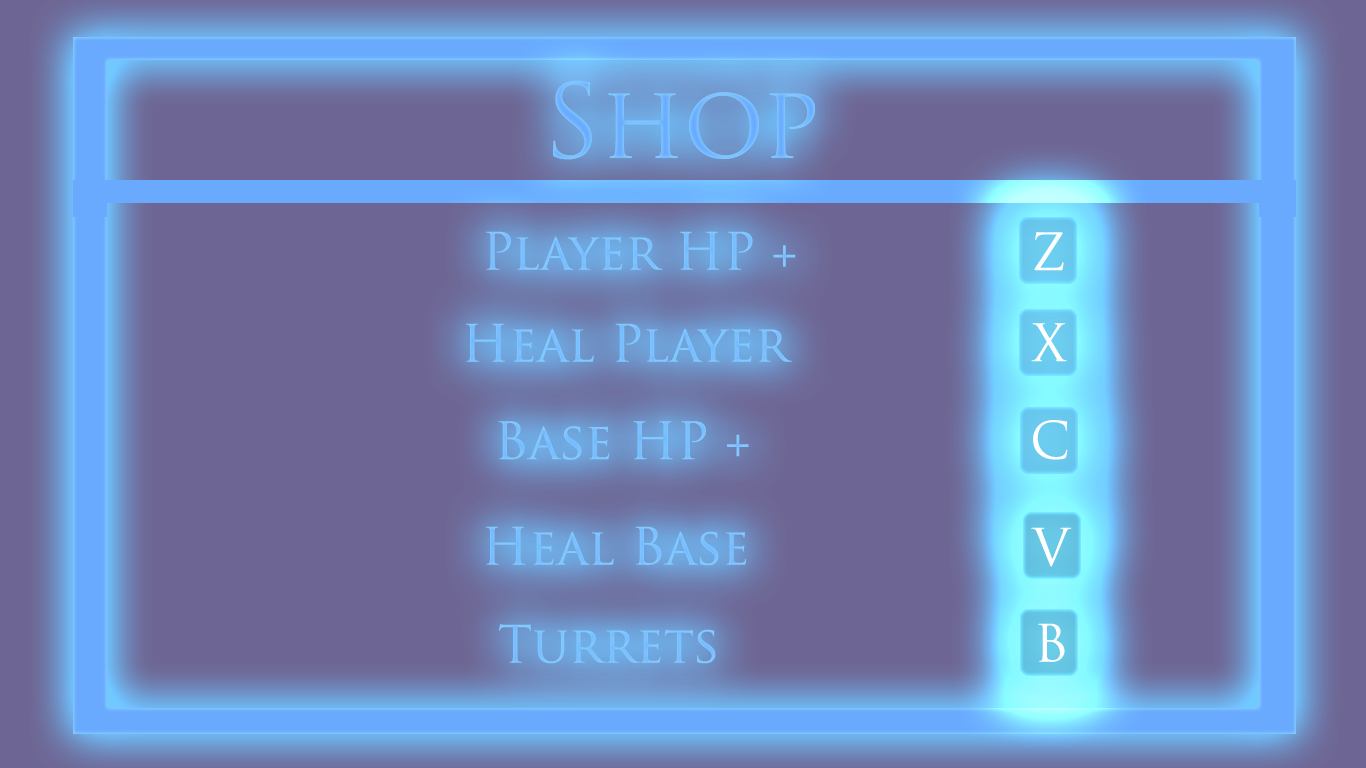 Shop
Player HP + Z
Heal Player X
Base HP + C
Heal Base V
Turrets B